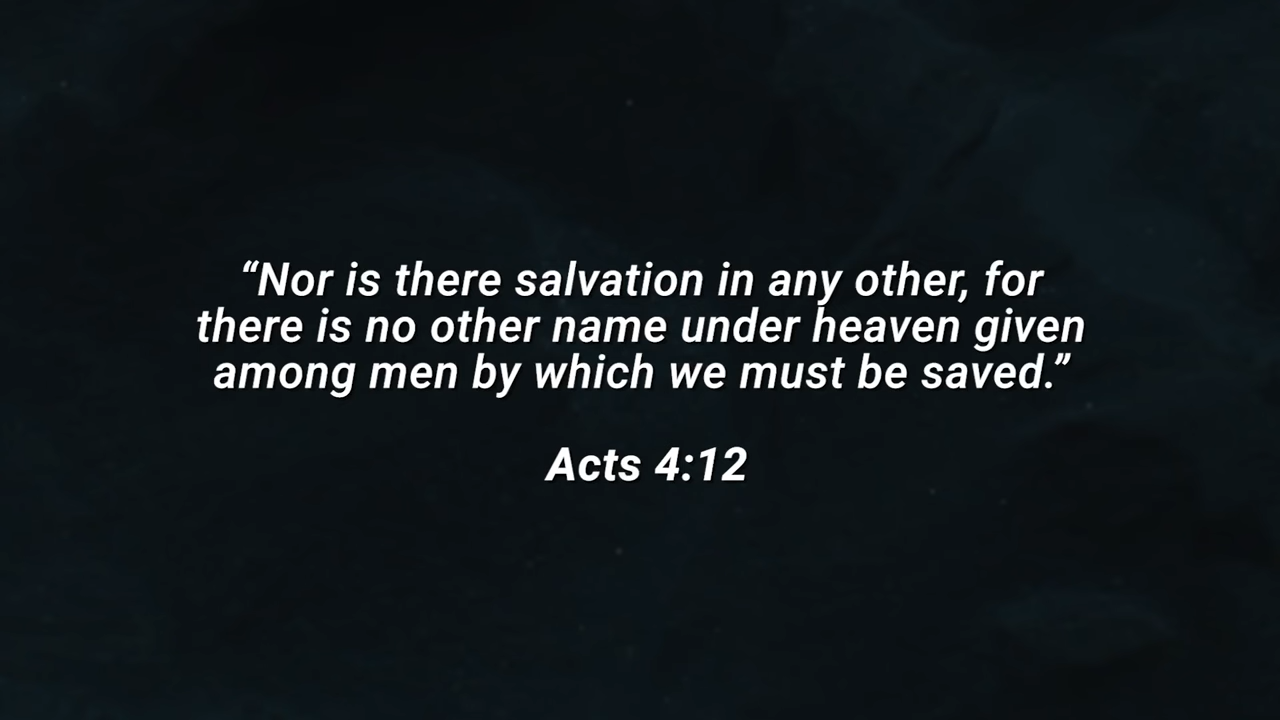 “Nor is there salvation in any other, for
there is no other name under heaven given
among men by which we must be saved.”
Acts 4:12